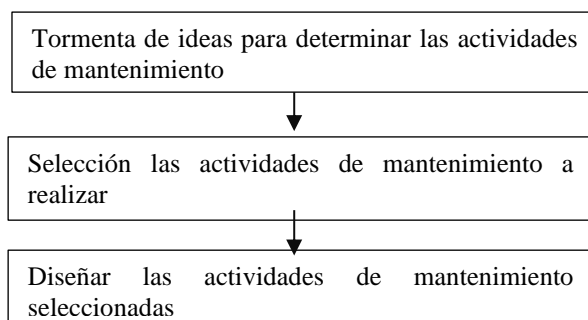 Tormenta de ideas para determinar las actividades
de mantenimiento
Selección las actividades de mantenimiento a
realizar
Diseñar las actividades de mantenimiento
seleccionadas